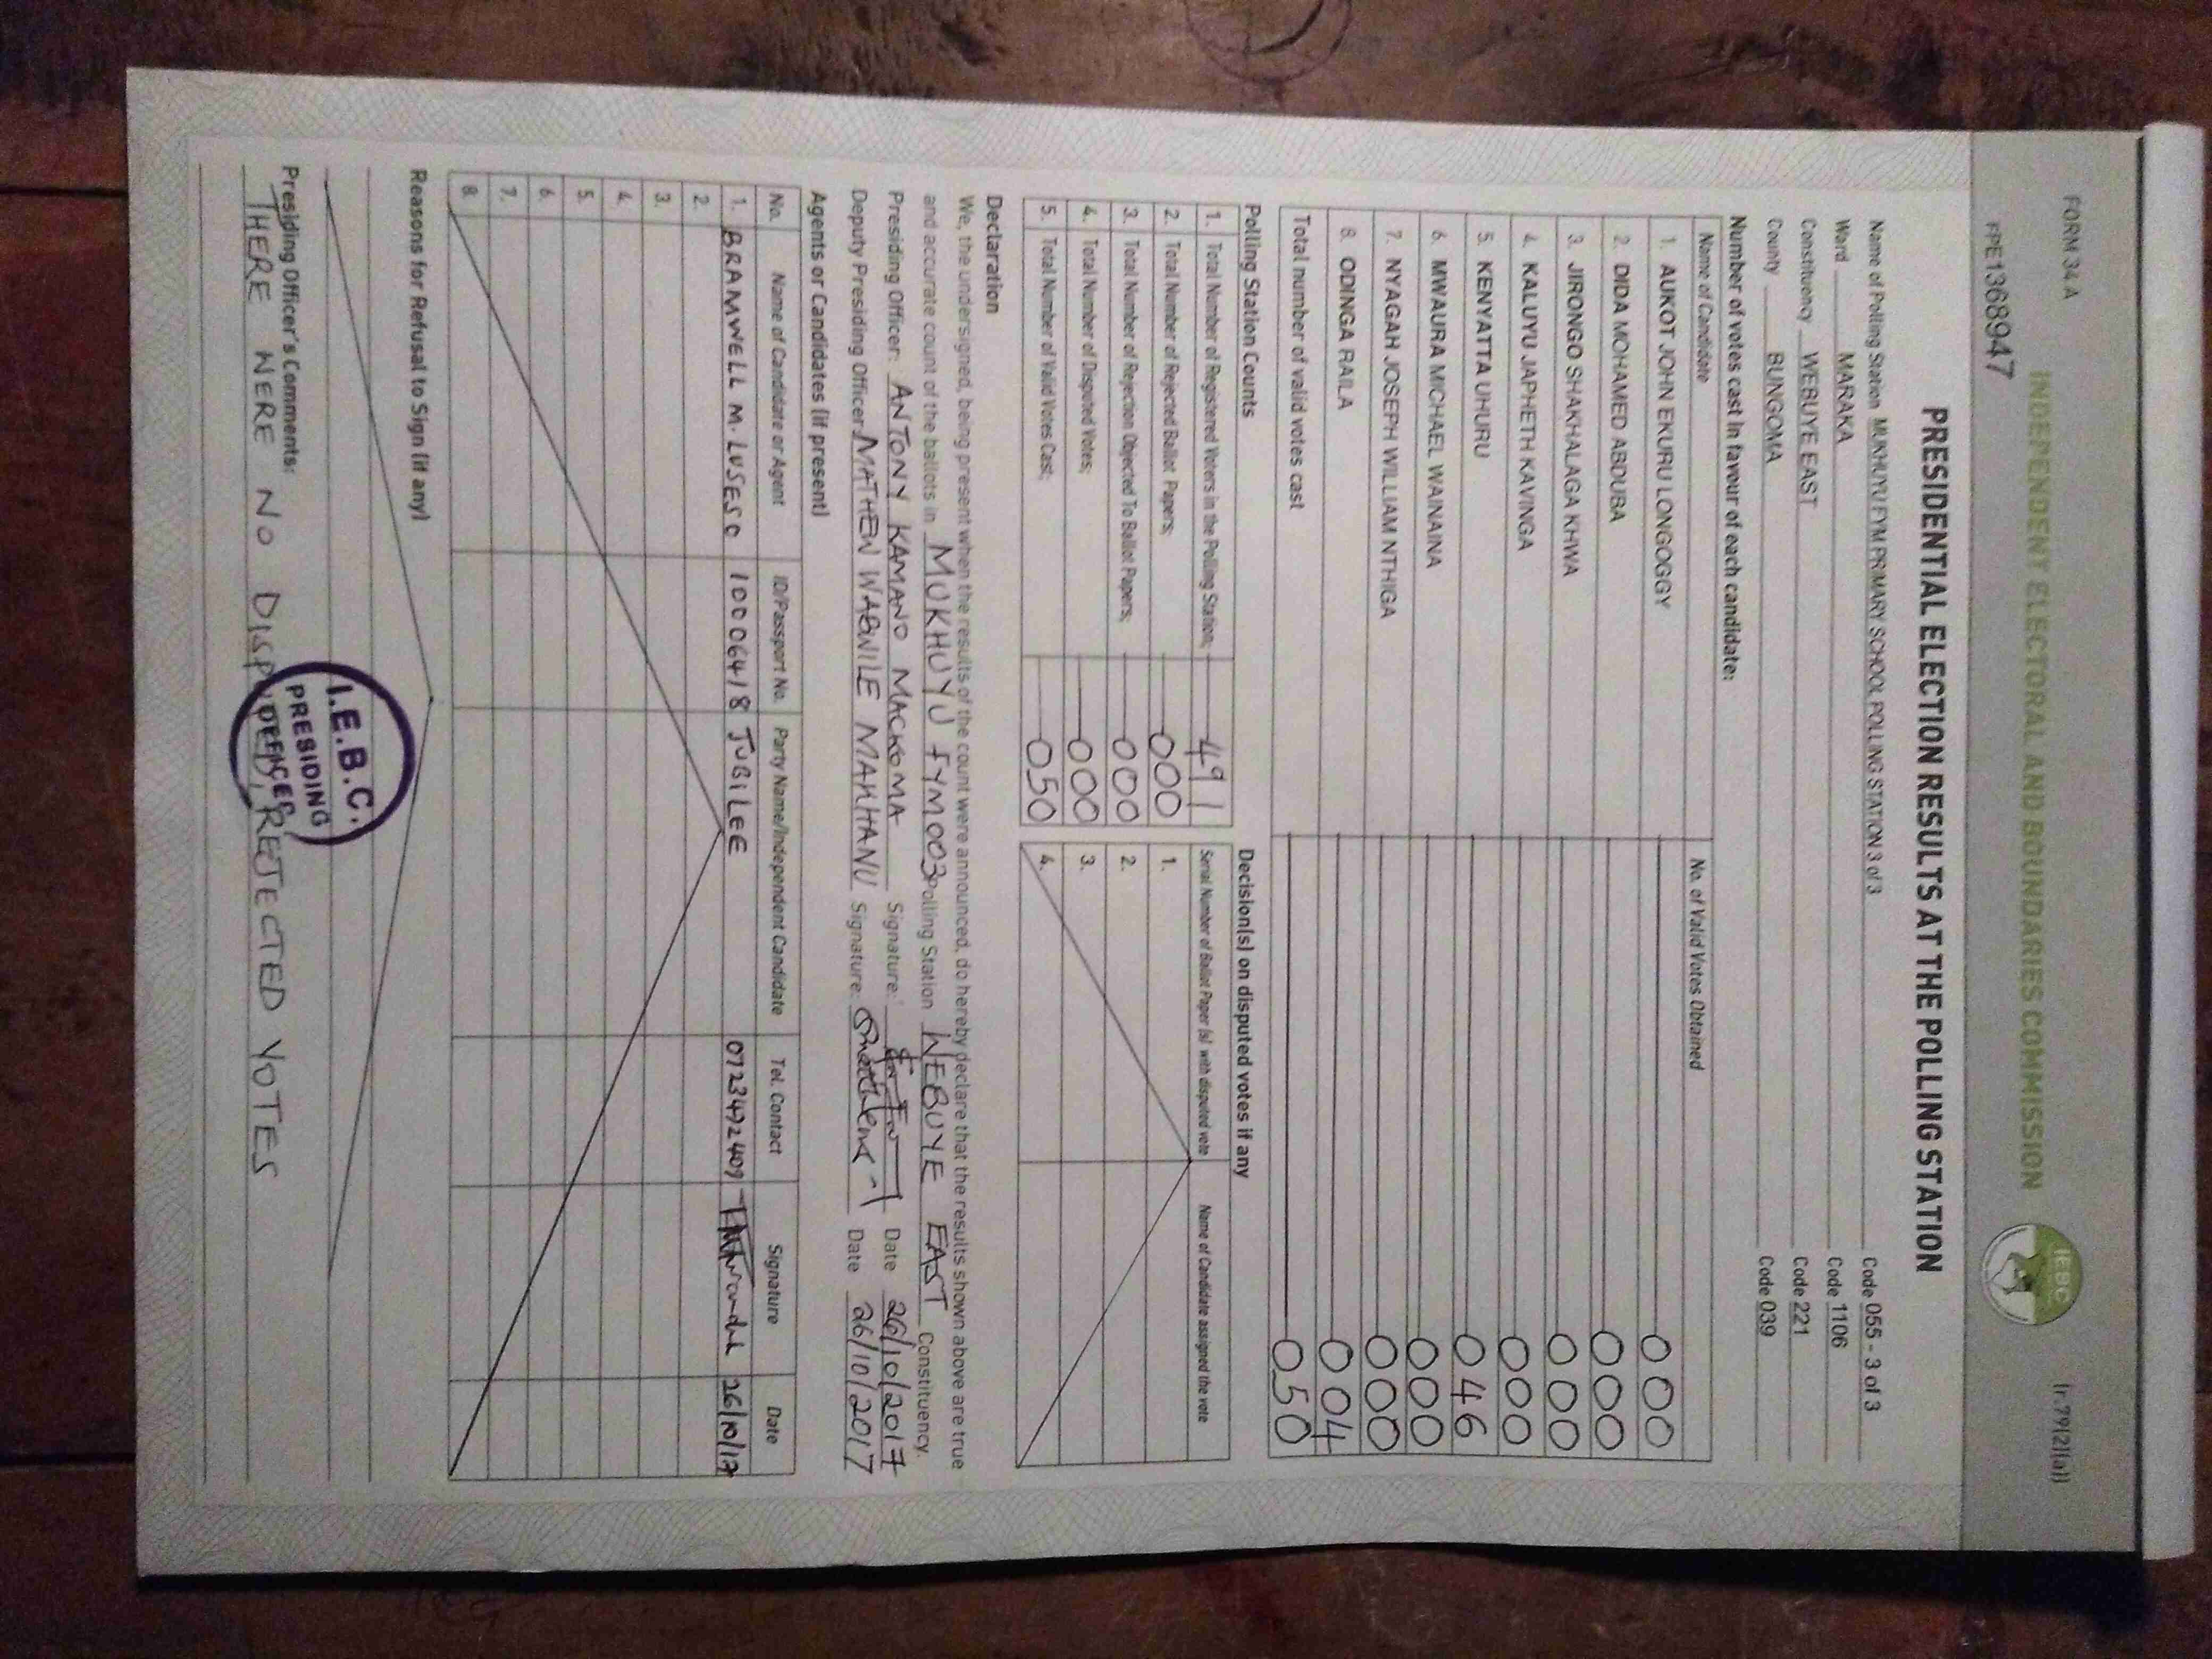 FORM 34 A (r.79(2)(a))
INDEPENDENT ELECTORAL AND BOUNDARIES COMMISSION
IEBC
FPE1368947
PRESIDENTIAL ELECTION RESULTS AT THE POLLING STATION
Name of Polling Station MUKHUYU FYM PRIMARY SCHOOL POLLING STATION 3 of 3 Code 055 - 3 of 3
Ward MARAKA Code 1106
Constituency WEBUYE EAST Code 221
County BUNGOMA Code 039
Number of votes cast in favour of each candidate:
Name of Candidate No. of Valid Votes Obtained
1. AUKOT JOHN EKURU LONGOGGY 000
2. DIDA MOHAMED ABDUBA 000
3. JIRONGO SHAKHALAGA KHWA 000
4. KALUYU JAPHETH KAVINGA 000
5. KENYATTA UHURU 046
6. MWAURA MICHAEL WAINAINA 000
7. NYAGAH JOSEPH WILLIAM NTHIGA 000
8. ODINGA RAILA 004
Total number of valid votes cast 050
Polling Station Counts
1. Total Number of Registered Voters in the Polling Station; 491
2. Total Number of Rejected Ballot Papers; 000
3. Total Number of Rejection Objected To Ballot Papers; 000
4. Total Number of Disputed Votes; 000
5. Total Number of Valid Votes Cast; 050
Decision(s) on disputed votes if any
Serial Number of Ballot Paper (s) with disputed vote Name of Candidate assigned the vote
1.
2.
3.
4.
Declaration
We, the undersigned, being present when the results of the count were announced, do hereby declare that the results shown above are true
and accurate count of the ballots in MUKHUYU FYM 003 Polling Station WEBUYE EAST Constituency.
Presiding Officer: ANTONY KAMANO MACKOMA Signature: Date 26/10/2017
Deputy Presiding Officer: MATHEW WABWILE MAKHANU Signature: Date 26/10/2017
Agents or Candidates (if present)
No. Name of Candidate or Agent ID/Passport No. Party Name/Independent Candidate Tel. Contact Signature Date
1. BRAMWELL M. LUSESO 10006418 JUBILEE 0723492409 26/10/17
2.
3.
4.
5.
6.
7.
8.
Reasons for Refusal to Sign (if any)
Presiding Officer's Comments:
THERE WERE NO DISPUTED, REJECTED VOTES
I.E.B.C.
PRESIDING
OFFICER